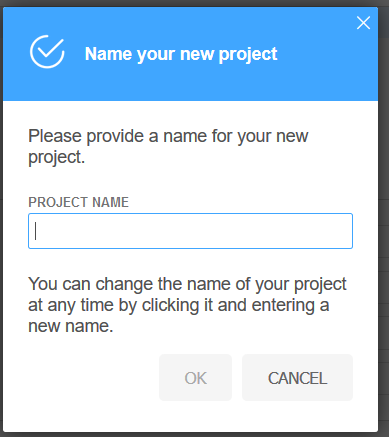 Name your new project
Please provide a name for your new
project.
PROJECT NAME
You can change the name of your project
at any time by clicking it and entering a
new name.
OK
CANCEL